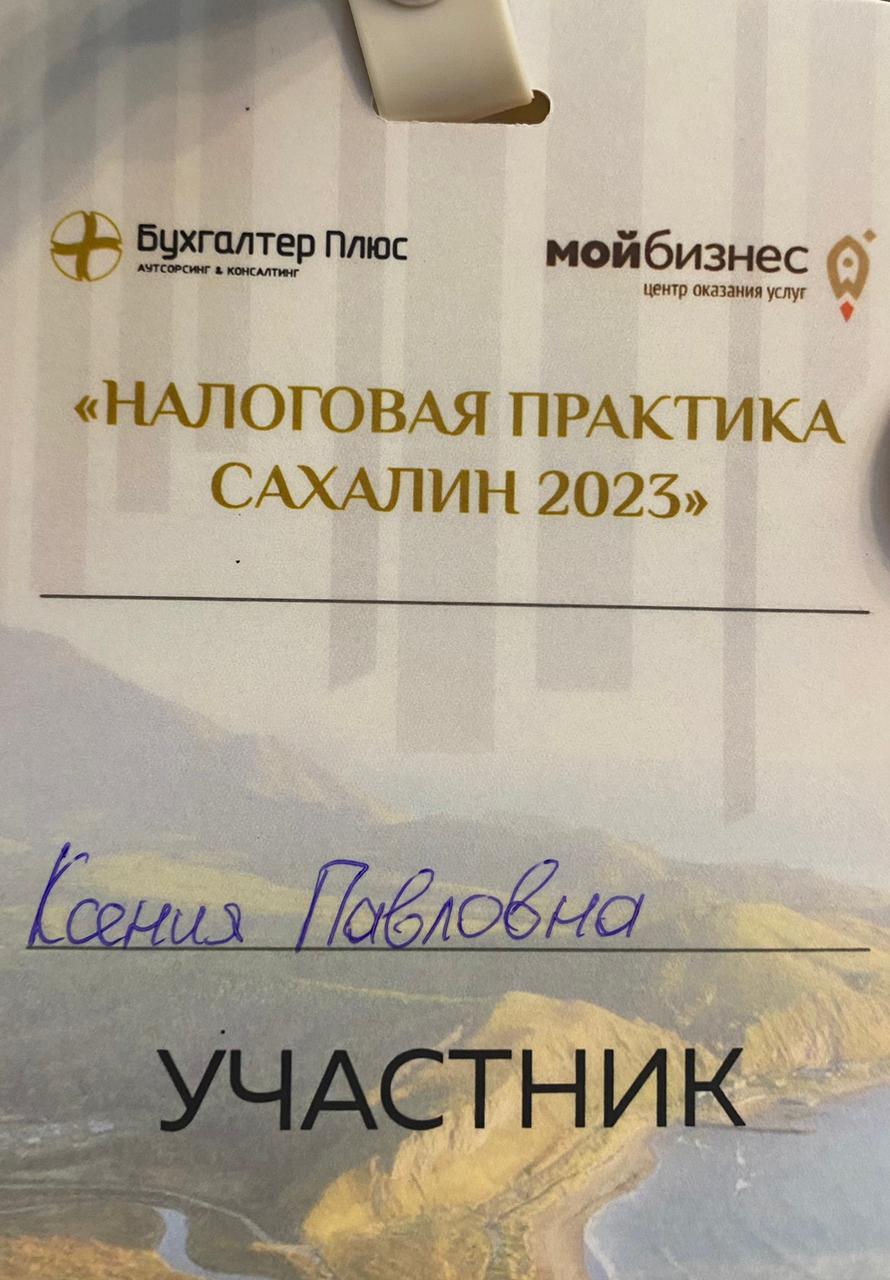 Бухгалтер Плюс
АУТСОРСИНГ & КОНСАЛТИНГ
мойбизнес
центр оказания услуг
«НАЛОГОВАЯ ПРАКТИКА
САХАЛИН 2023»
Ксения Павловна
УЧАСТНИК